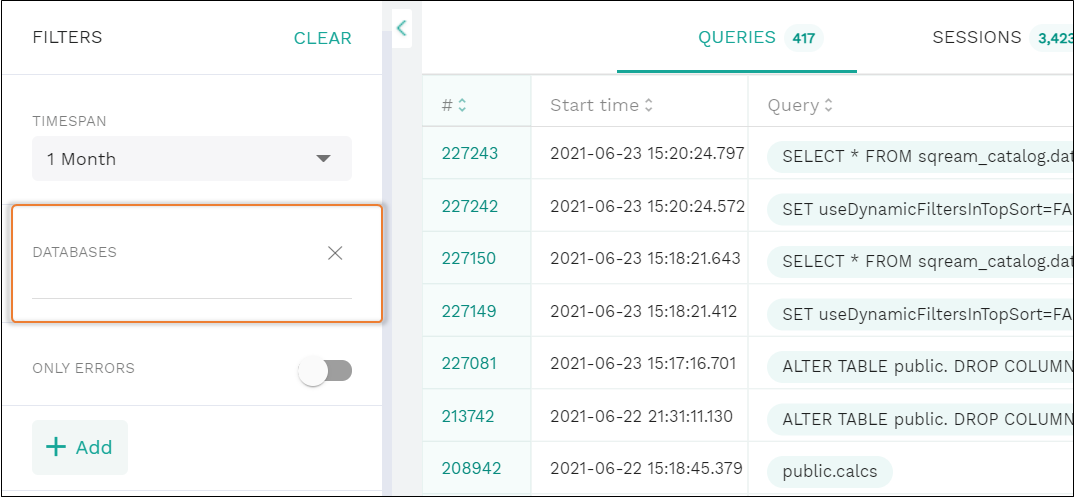 FILTERS CLEAR
TIMESPAN
1 Month
DATABASES
ONLY ERRORS
Add
QUERIES 417 SESSIONS 3,423
# Start time Query
227243 2021-06-23 15:20:24.797 SELECT * FROM sqream_catalog.dat
227242 2021-06-23 15:20:24.572 SET useDynamicFiltersInTopSort=FA
227150 2021-06-23 15:18:21.643 SELECT * FROM sqream_catalog.dat
227149 2021-06-23 15:18:21.412 SET useDynamicFiltersInTopSort=FA
227081 2021-06-23 15:17:16.701 ALTER TABLE public. DROP COLUMN
213742 2021-06-22 21:31:11.130 ALTER TABLE public. DROP COLUMN
208942 2021-06-22 15:18:45.379 public.calcs